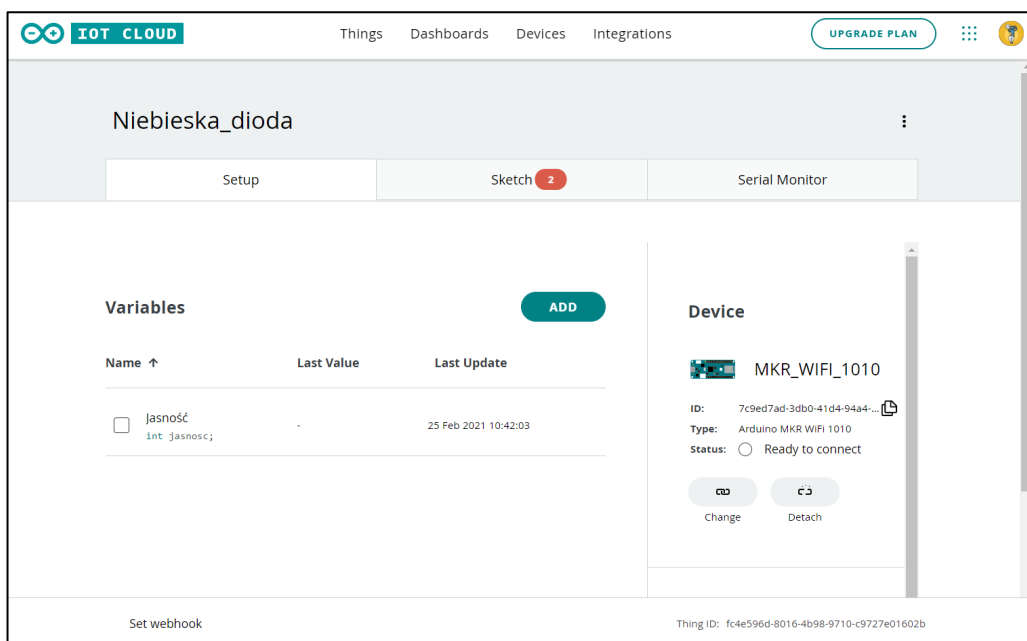 IOT CLOUD Things Dashboards Devices Integrations UPGRADE PLAN
Niebieska_dioda
Setup Sketch 2 Serial Monitor
Variables ADD
Name ↑ Last Value Last Update
Jasność - 25 Feb 2021 10:42:03
int jasnosc;
Device
MKR_WIFI_1010
ID: 7c9ed7ad-3db0-41d4-94a4-...
Type: Arduino MKR WiFi 1010
Status: Ready to connect
Change Detach
Set webhook Thing ID: fc4e596d-8016-4b98-9710-c9727e01602b